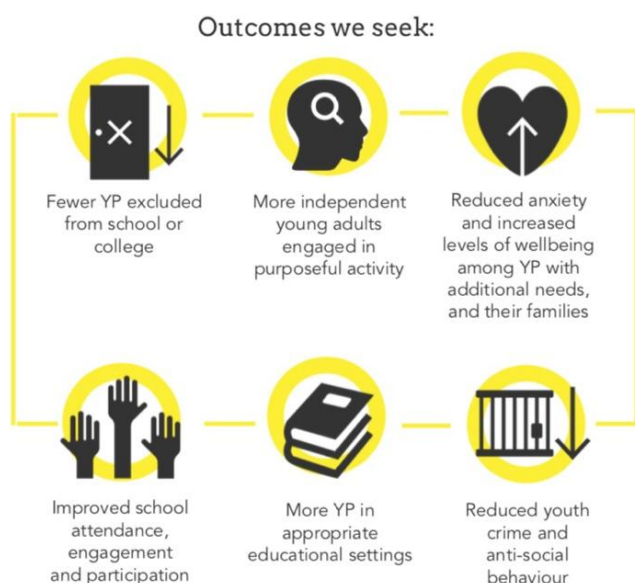 Outcomes we seek:
Fewer YP excluded
from school or
college
More independent
young adults
engaged in
purposeful activity
Reduced anxiety
and increased
levels of wellbeing
among YP with
additional needs,
and their families
Improved school
attendance,
engagement
and participation
More YP in
appropriate
educational settings
Reduced youth
crime and
anti-social
behaviour